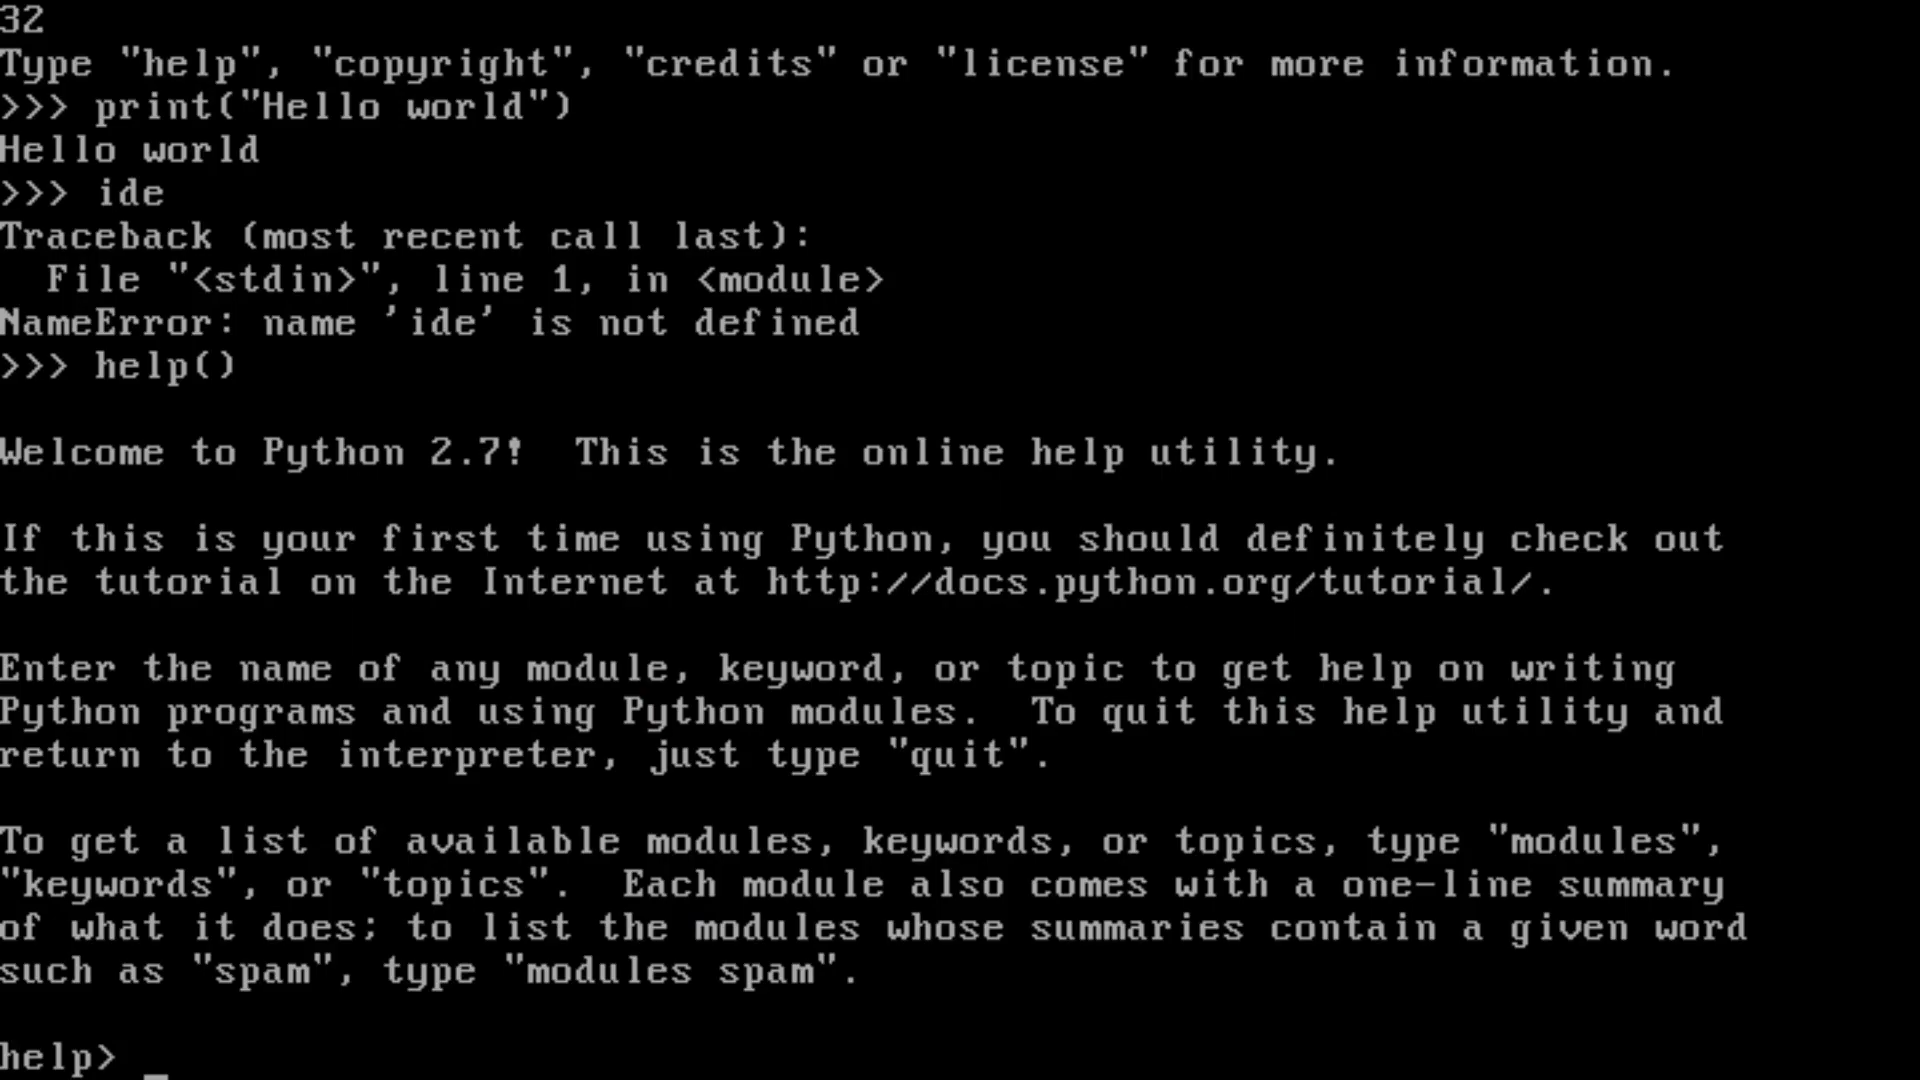 32
Type "help", "copyright", "credits" or "license" for more information.
>>> print("Hello world")
Hello world
>>> ide
Traceback (most recent call last):
  File "<stdin>", line 1, in <module>
NameError: name 'ide' is not defined
>>> help()

Welcome to Python 2.7!  This is the online help utility.

If this is your first time using Python, you should definitely check out
the tutorial on the Internet at http://docs.python.org/tutorial/.

Enter the name of any module, keyword, or topic to get help on writing
Python programs and using Python modules.  To quit this help utility and
return to the interpreter, just type "quit".

To get a list of available modules, keywords, or topics, type "modules",
"keywords", or "topics".  Each module also comes with a one-line summary
of what it does; to list the modules whose summaries contain a given word
such as "spam", type "modules spam".

help> _